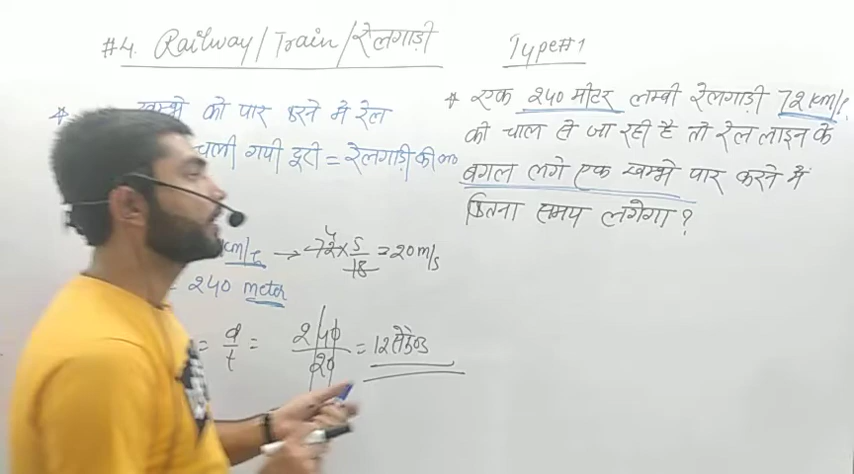 #4. Railway/Train/रेलगाड़ी
Type#1
* खम्भे को पार करने में रेल
चली गयी दूरी = रेलगाड़ी की ल०
km/h → 72 × 5/18 = 20 m/s
= 240 meter
= d/t = 240/20 = 12 सेकेण्ड
* एक 240 मीटर लम्बी रेलगाड़ी 72 km/h
की चाल से जा रही है तो रेल लाइन के
बगल लगे एक खम्भे पार करने में
कितना समय लगेगा?